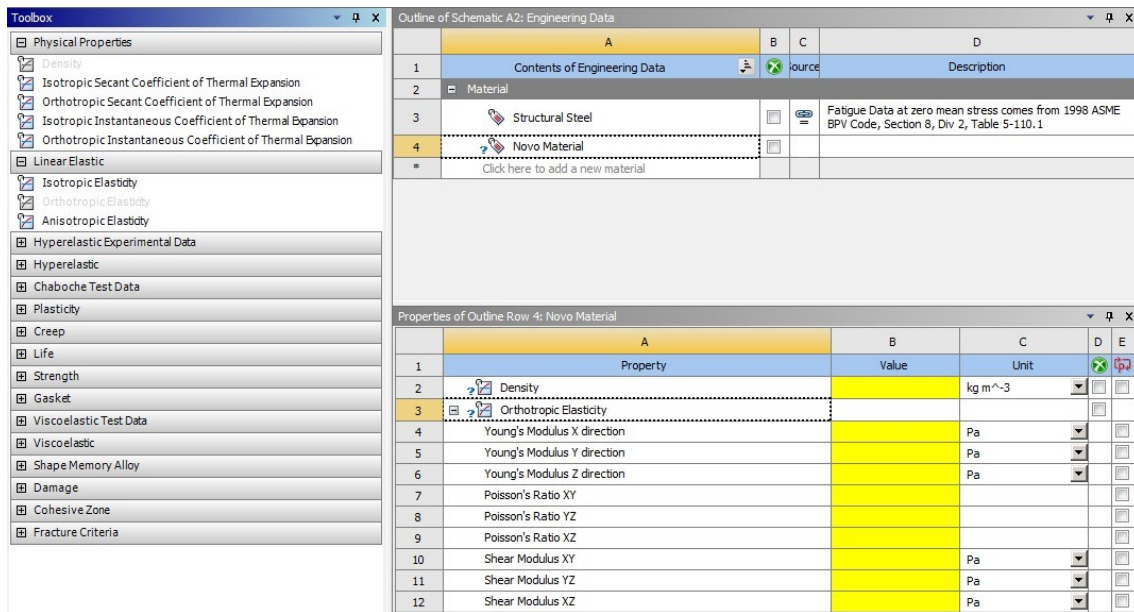 Toolbox
Physical Properties
Density
Isotropic Secant Coefficient of Thermal Expansion
Orthotropic Secant Coefficient of Thermal Expansion
Isotropic Instantaneous Coefficient of Thermal Expansion
Orthotropic Instantaneous Coefficient of Thermal Expansion
Linear Elastic
Isotropic Elasticity
Orthotropic Elasticity
Anisotropic Elasticity
Hyperelastic Experimental Data
Hyperelastic
Chaboche Test Data
Plasticity
Creep
Life
Strength
Gasket
Viscoelastic Test Data
Viscoelastic
Shape Memory Alloy
Damage
Cohesive Zone
Fracture Criteria
Outline of Schematic A2: Engineering Data
A B C D
1 Contents of Engineering Data ource Description
2 Material
3 Structural Steel Fatigue Data at zero mean stress comes from 1998 ASME
BPV Code, Section 8, Div 2, Table 5-110.1
4 ? Novo Material
* Click here to add a new material
Properties of Outline Row 4: Novo Material
A B C D E
1 Property Value Unit
2 ? Density kg m^-3
3 ? Orthotropic Elasticity
4 Young's Modulus X direction Pa
5 Young's Modulus Y direction Pa
6 Young's Modulus Z direction Pa
7 Poisson's Ratio XY
8 Poisson's Ratio YZ
9 Poisson's Ratio XZ
10 Shear Modulus XY Pa
11 Shear Modulus YZ Pa
12 Shear Modulus XZ Pa